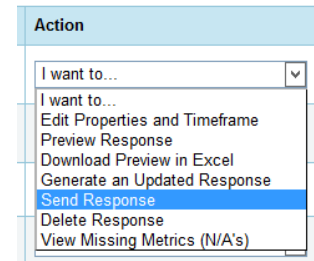 Action
I want to...
I want to...
Edit Properties and Timeframe
Preview Response
Download Preview in Excel
Generate an Updated Response
Send Response
Delete Response
View Missing Metrics (N/A's)